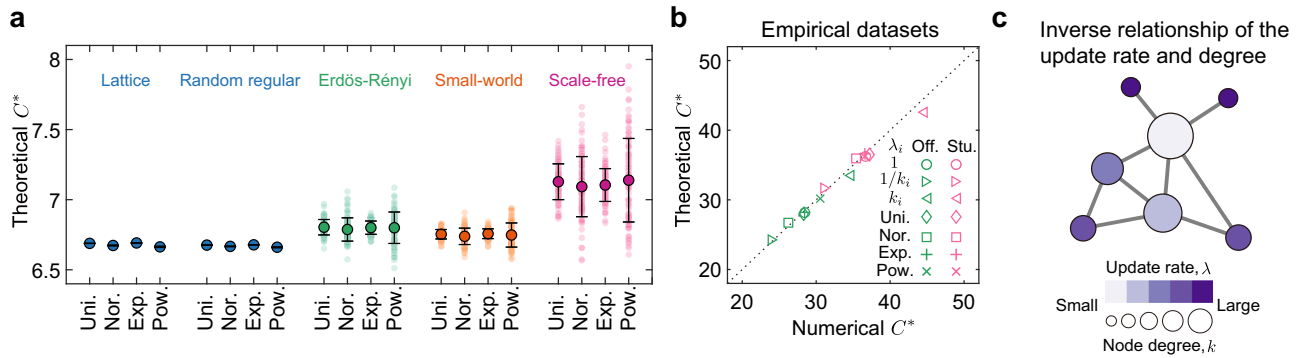 a
Theoretical C*
8
7.5
7
6.5
Lattice
Random regular
Erdös-Rényi
Small-world
Scale-free
Uni.
Nor.
Exp.
Pow.
Uni.
Nor.
Exp.
Pow.
Uni.
Nor.
Exp.
Pow.
Uni.
Nor.
Exp.
Pow.
Uni.
Nor.
Exp.
Pow.
b
Empirical datasets
Theoretical C*
50
40
30
20
20 30 40 50
Numerical C*
λi Off. Stu.
1
1/ki
ki
Uni.
Nor.
Exp.
Pow.
c
Inverse relationship of the
update rate and degree
Update rate, λ
Small Large
Node degree, k